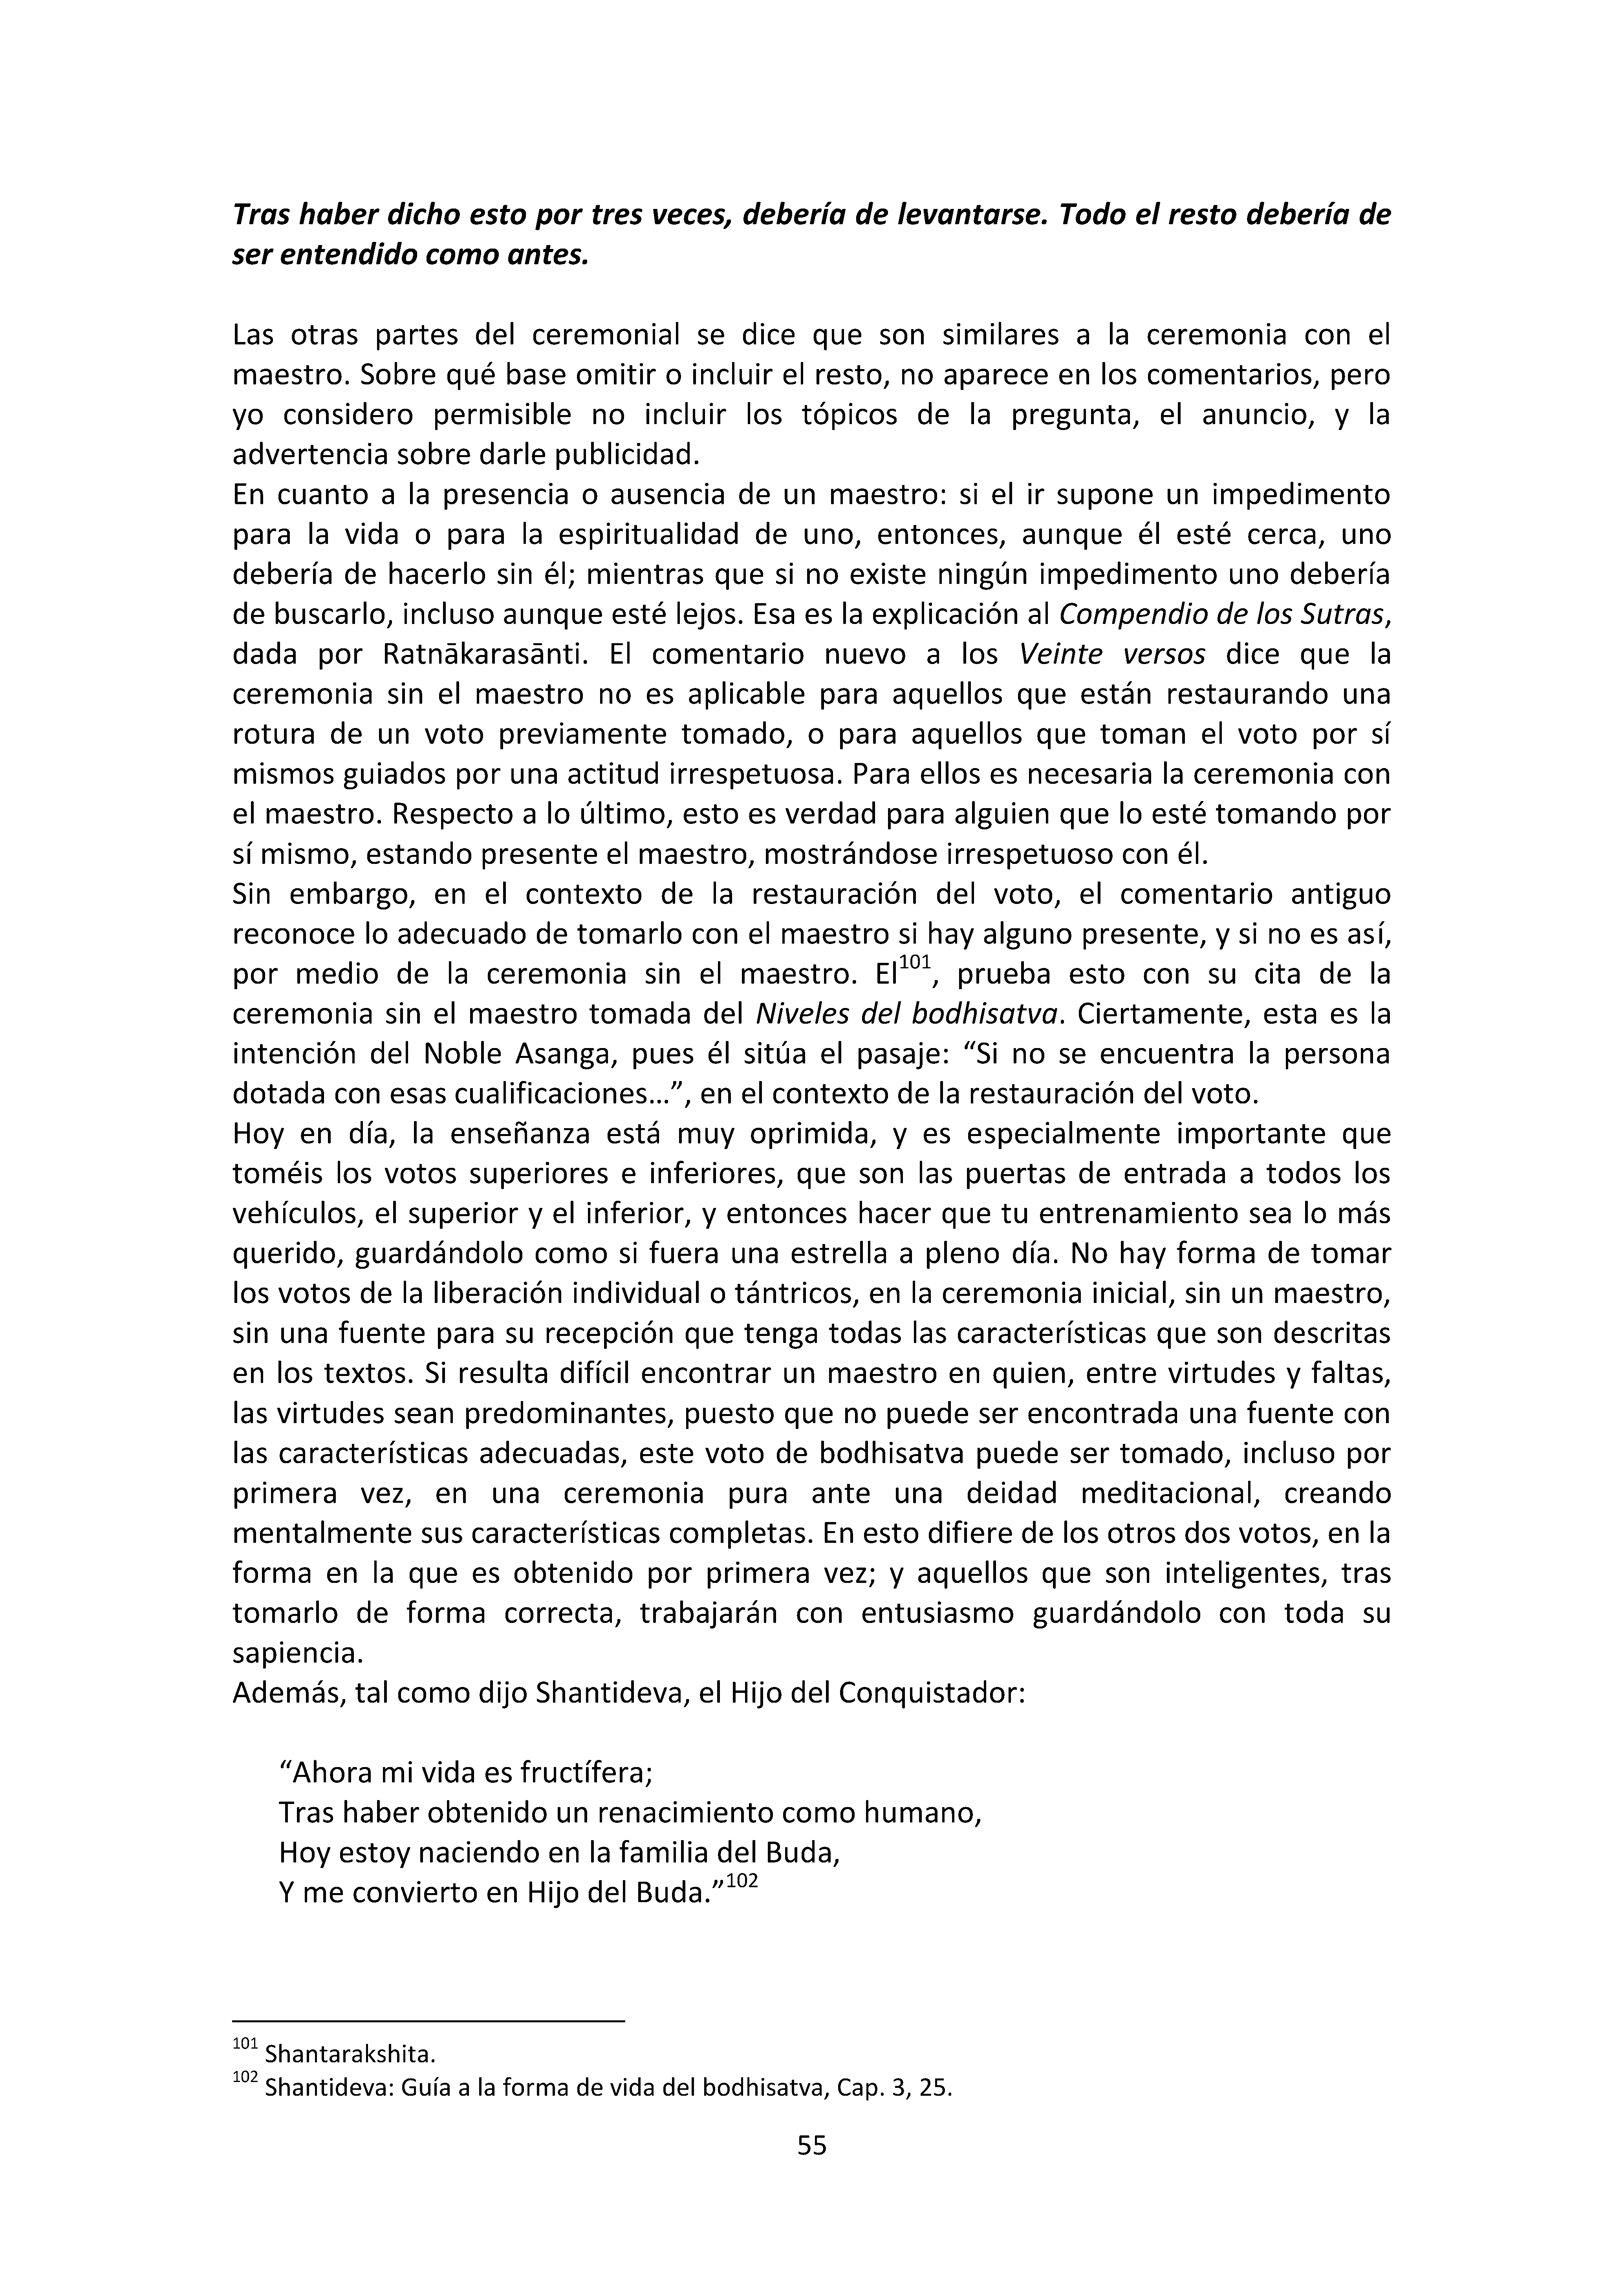 Tras haber dicho esto por tres veces, debería de levantarse. Todo el resto debería de
ser entendido como antes.
Las otras partes del ceremonial se dice que son similares a la ceremonia con el
maestro. Sobre qué base omitir o incluir el resto, no aparece en los comentarios, pero
yo considero permisible no incluir los tópicos de la pregunta, el anuncio, y la
advertencia sobre darle publicidad.
En cuanto a la presencia o ausencia de un maestro: si el ir supone un impedimento
para la vida o para la espiritualidad de uno, entonces, aunque él esté cerca, uno
debería de hacerlo sin él; mientras que si no existe ningún impedimento uno debería
de buscarlo, incluso aunque esté lejos. Esa es la explicación al Compendio de los Sutras,
dada por Ratnākarasānti. El comentario nuevo a los Veinte versos dice que la
ceremonia sin el maestro no es aplicable para aquellos que están restaurando una
rotura de un voto previamente tomado, o para aquellos que toman el voto por sí
mismos guiados por una actitud irrespetuosa. Para ellos es necesaria la ceremonia con
el maestro. Respecto a lo último, esto es verdad para alguien que lo esté tomando por
sí mismo, estando presente el maestro, mostrándose irrespetuoso con él.
Sin embargo, en el contexto de la restauración del voto, el comentario antiguo
reconoce lo adecuado de tomarlo con el maestro si hay alguno presente, y si no es así,
por medio de la ceremonia sin el maestro. El101, prueba esto con su cita de la
ceremonia sin el maestro tomada del Niveles del bodhisatva. Ciertamente, esta es la
intención del Noble Asanga, pues él sitúa el pasaje: “Si no se encuentra la persona
dotada con esas cualificaciones…”, en el contexto de la restauración del voto.
Hoy en día, la enseñanza está muy oprimida, y es especialmente importante que
toméis los votos superiores e inferiores, que son las puertas de entrada a todos los
vehículos, el superior y el inferior, y entonces hacer que tu entrenamiento sea lo más
querido, guardándolo como si fuera una estrella a pleno día. No hay forma de tomar
los votos de la liberación individual o tántricos, en la ceremonia inicial, sin un maestro,
sin una fuente para su recepción que tenga todas las características que son descritas
en los textos. Si resulta difícil encontrar un maestro en quien, entre virtudes y faltas,
las virtudes sean predominantes, puesto que no puede ser encontrada una fuente con
las características adecuadas, este voto de bodhisatva puede ser tomado, incluso por
primera vez, en una ceremonia pura ante una deidad meditacional, creando
mentalmente sus características completas. En esto difiere de los otros dos votos, en la
forma en la que es obtenido por primera vez; y aquellos que son inteligentes, tras
tomarlo de forma correcta, trabajarán con entusiasmo guardándolo con toda su
sapiencia.
Además, tal como dijo Shantideva, el Hijo del Conquistador:
“Ahora mi vida es fructífera;
Tras haber obtenido un renacimiento como humano,
Hoy estoy naciendo en la familia del Buda,
Y me convierto en Hijo del Buda.”102
101 Shantarakshita.
102 Shantideva: Guía a la forma de vida del bodhisatva, Cap. 3, 25.
55